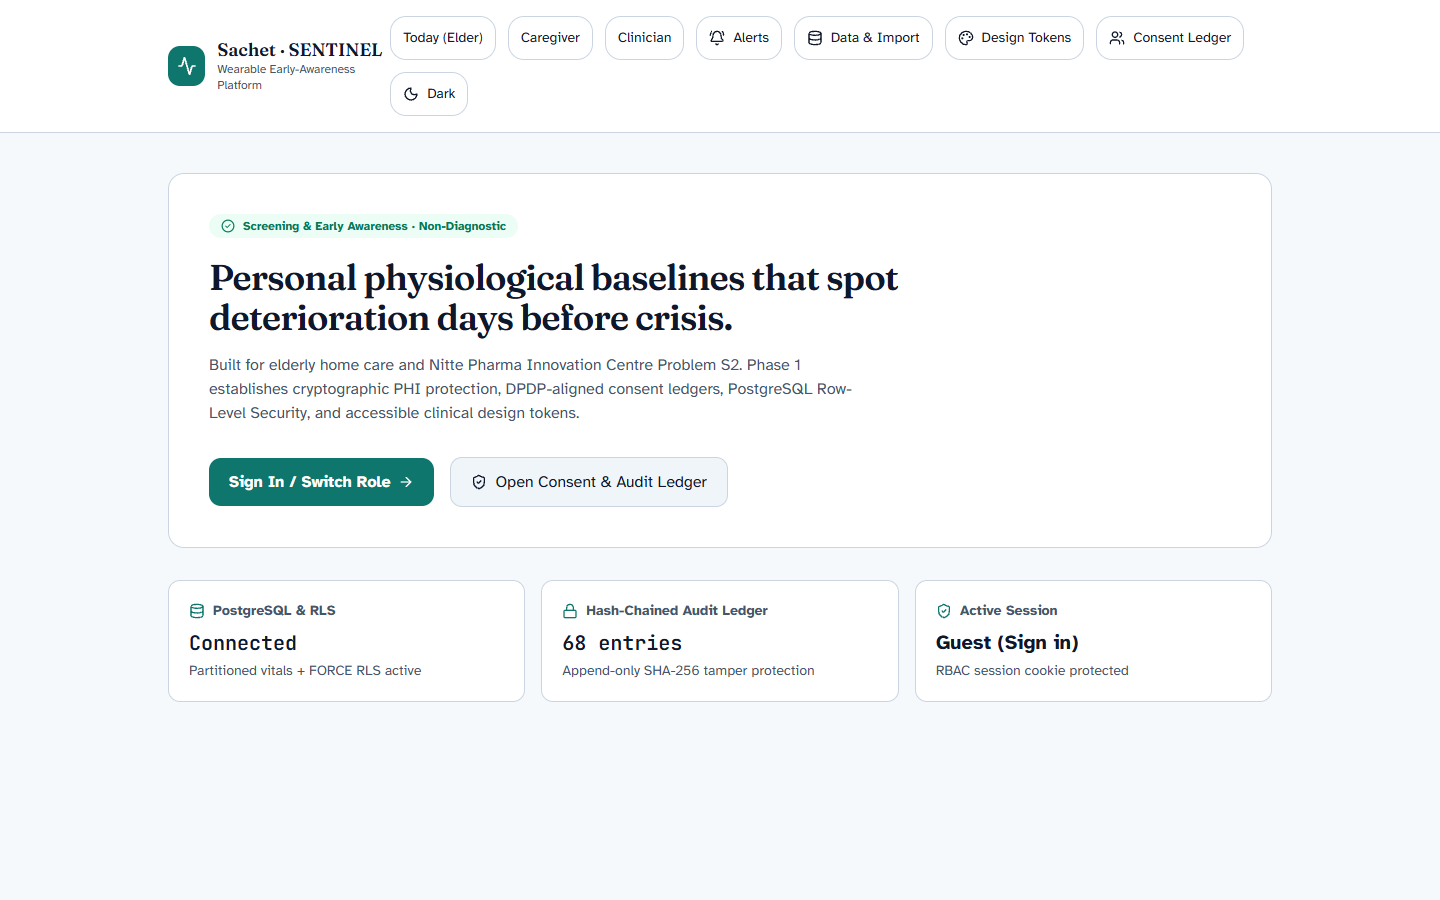 Sachet · SENTINEL
Wearable Early-Awareness
Platform
Today (Elder)
Caregiver
Clinician
Alerts
Data & Import
Design Tokens
Consent Ledger
Dark
Screening & Early Awareness · Non-Diagnostic
Personal physiological baselines that spot
deterioration days before crisis.
Built for elderly home care and Nitte Pharma Innovation Centre Problem S2. Phase 1
establishes cryptographic PHI protection, DPDP-aligned consent ledgers, PostgreSQL Row-
Level Security, and accessible clinical design tokens.
Sign In / Switch Role →
Open Consent & Audit Ledger
PostgreSQL & RLS
Connected
Partitioned vitals + FORCE RLS active
Hash-Chained Audit Ledger
68 entries
Append-only SHA-256 tamper protection
Active Session
Guest (Sign in)
RBAC session cookie protected